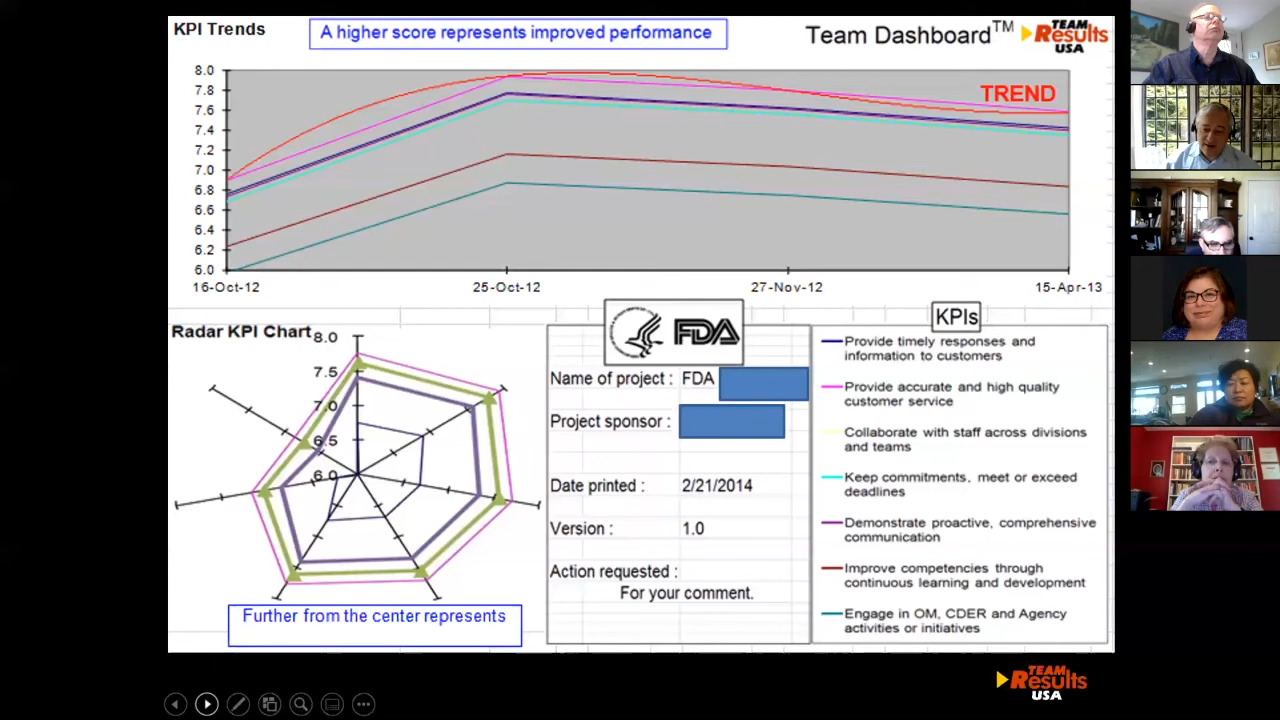 KPI Trends
A higher score represents improved performance
Team Dashboard™
TEAM
Results
USA
8.0
7.8
7.6
7.4
7.2
7.0
6.8
6.6
6.4
6.2
6.0
TREND
16-Oct-12
25-Oct-12
27-Nov-12
15-Apr-13
Radar KPI Chart
8.0
7.5
7.0
6.5
6.0
Further from the center represents
FDA
Name of project : FDA
Project sponsor :
Date printed : 2/21/2014
Version : 1.0
Action requested :
For your comment.
KPIs
Provide timely responses and
information to customers
Provide accurate and high quality
customer service
Collaborate with staff across divisions
and teams
Keep commitments, meet or exceed
deadlines
Demonstrate proactive, comprehensive
communication
Improve competencies through
continuous learning and development
Engage in OM, CDER and Agency
activities or initiatives
TEAM
Results
USA